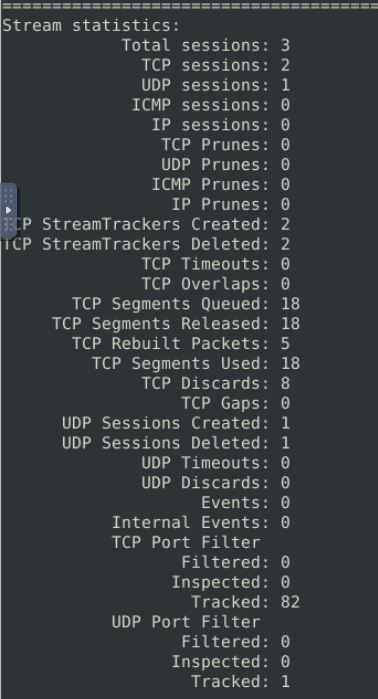 ===============================================
Stream statistics:
Total sessions: 3
TCP sessions: 2
UDP sessions: 1
ICMP sessions: 0
IP sessions: 0
TCP Prunes: 0
UDP Prunes: 0
ICMP Prunes: 0
IP Prunes: 0
TCP StreamTrackers Created: 2
TCP StreamTrackers Deleted: 2
TCP Timeouts: 0
TCP Overlaps: 0
TCP Segments Queued: 18
TCP Segments Released: 18
TCP Rebuilt Packets: 5
TCP Segments Used: 18
TCP Discards: 8
TCP Gaps: 0
UDP Sessions Created: 1
UDP Sessions Deleted: 1
UDP Timeouts: 0
UDP Discards: 0
Events: 0
Internal Events: 0
TCP Port Filter
Filtered: 0
Inspected: 0
Tracked: 82
UDP Port Filter
Filtered: 0
Inspected: 0
Tracked: 1